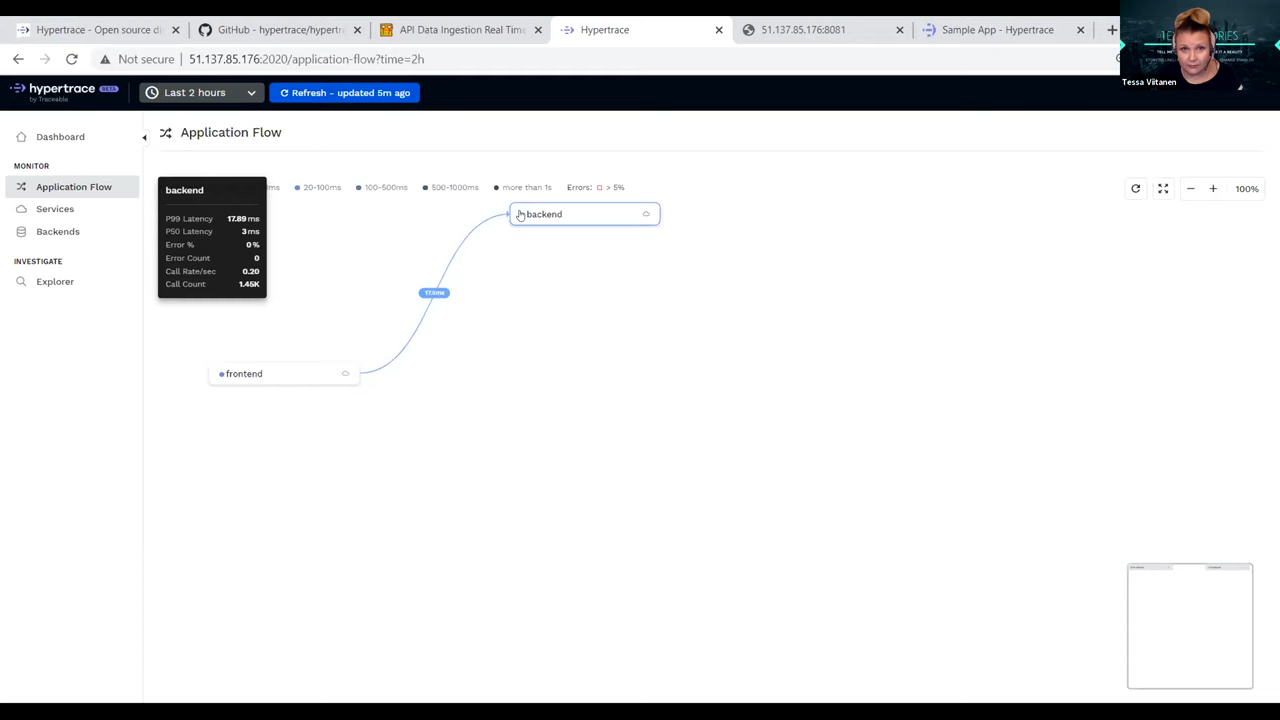 Hypertrace - Open source di
GitHub - hypertrace/hypert
API Data Ingestion Real Time
Hypertrace
51.137.85.176:8081
Sample App - Hypertrace
Not secure
51.137.85.176:2020/application-flow?time=2h
Tessa Viitanen
hypertrace BETA
by Traceable
Last 2 hours
Refresh - updated 5m ago
Dashboard
MONITOR
Application Flow
Services
Backends
INVESTIGATE
Explorer
Application Flow
20-100ms
100-500ms
500-1000ms
more than 1s
Errors:
> 5%
100%
backend
P99 Latency 17.89 ms
P50 Latency 3 ms
Error % 0 %
Error Count 0
Call Rate/sec 0.20
Call Count 1.45K
backend
frontend